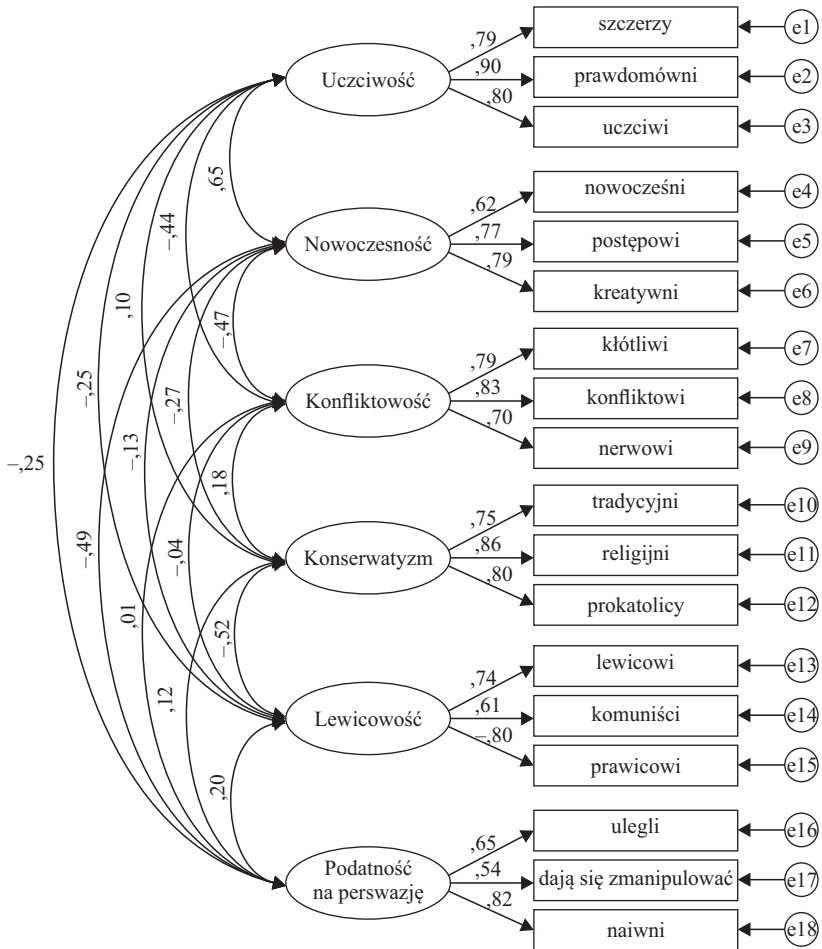 szczerzy
e1
,79
Uczciwość
,90
prawdomówni
e2
,80
uczciwi
e3
,65
–,44
,10
–,25
–,25
nowocześni
e4
,62
Nowoczesność
,77
postępowi
e5
,79
kreatywni
e6
–,47
–,27
–,13
–,49
kłótliwi
e7
,79
Konfliktowość
,83
konfliktowi
e8
,70
nerwowi
e9
,18
–,04
,01
tradycyjni
e10
,75
Konserwatyzm
,86
religijni
e11
,80
prokatolicy
e12
–,52
,12
lewicowi
e13
,74
Lewicowość
,61
komuniści
e14
–,80
prawicowi
e15
,20
ulegli
e16
,65
Podatność
na perswazję
,54
dają się zmanipulować
e17
,82
naiwni
e18